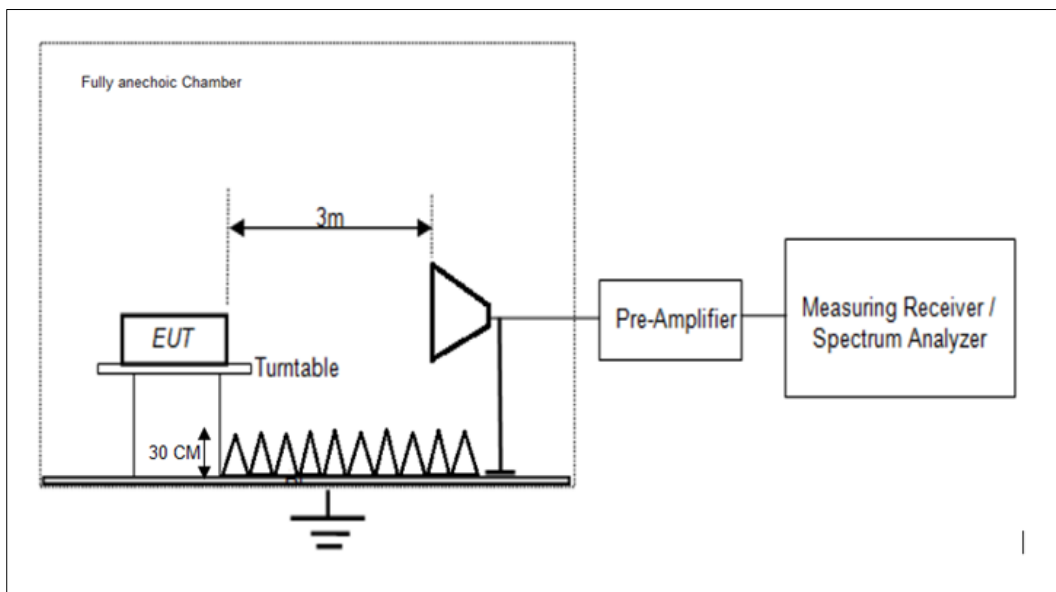 Fully anechoic Chamber
3m
EUT
Turntable
30 CM
Pre-Amplifier
Measuring Receiver /
Spectrum Analyzer